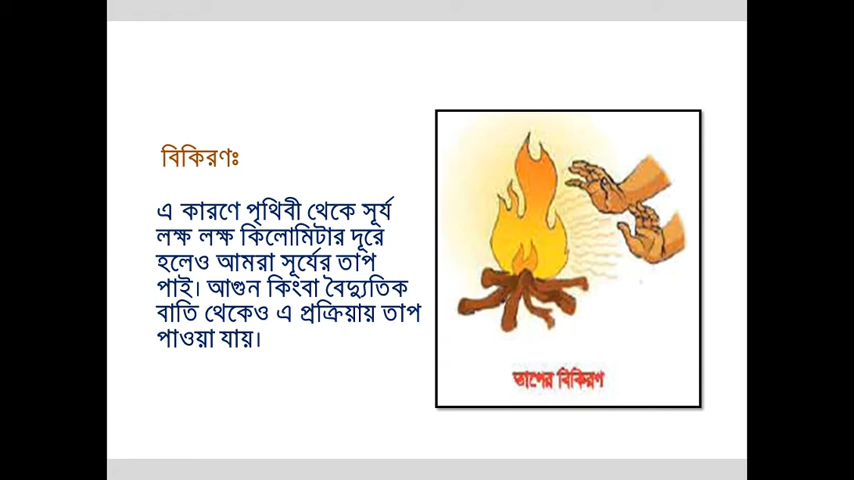 বিকিরণঃ
এ কারণে পৃথিবী থেকে সূর্য
লক্ষ লক্ষ কিলোমিটার দূরে
হলেও আমরা সূর্যের তাপ
পাই। আগুন কিংবা বৈদ্যুতিক
বাতি থেকেও এ প্রক্রিয়ায় তাপ
পাওয়া যায়।
তাপের বিকিরণ